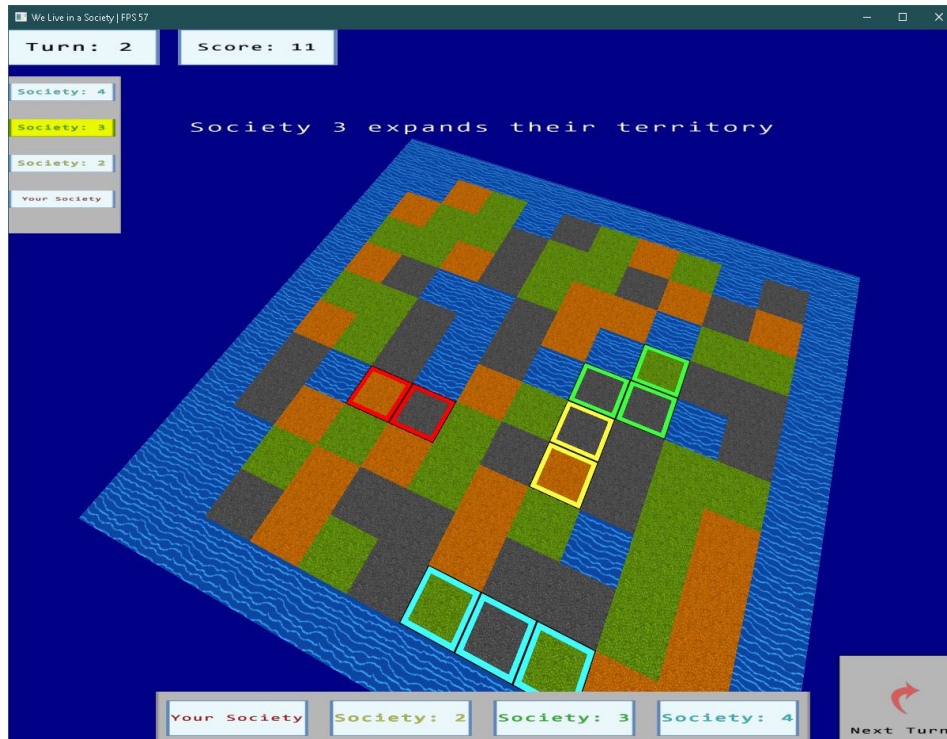 We Live in a Society | FPS 57
Turn: 2
Score: 11
Society: 4
Society: 3
Society: 2
Your Society
Society 3 expands their territory
Your Society
Society: 2
Society: 3
Society: 4
Next Turn